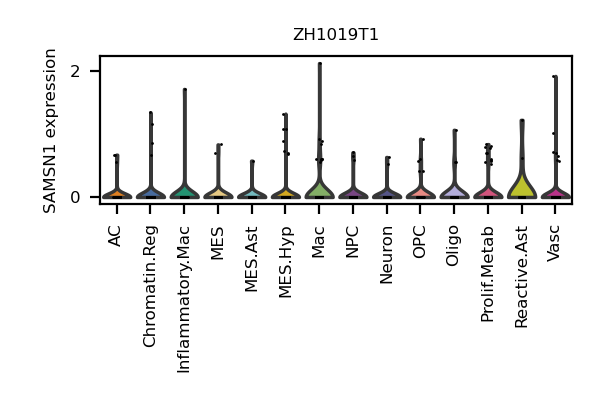 ZH1019T1
SAMSN1 expression
2
0
AC
Chromatin.Reg
Inflammatory.Mac
MES
MES.Ast
MES.Hyp
Mac
NPC
Neuron
OPC
Oligo
Prolif.Metab
Reactive.Ast
Vasc